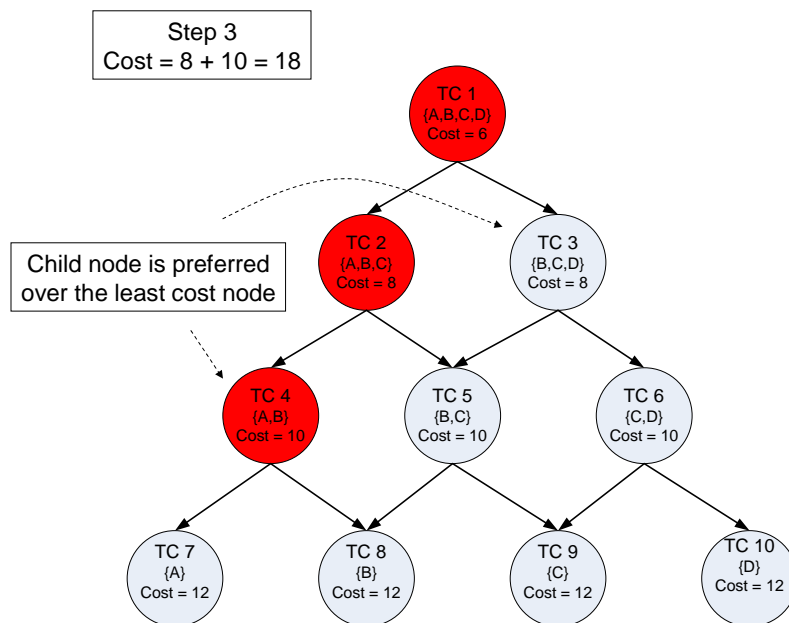 Step 3
Cost = 8 + 10 = 18
TC 1
{A,B,C,D}
Cost = 6
Child node is preferred
over the least cost node
TC 2
{A,B,C}
Cost = 8
TC 3
{B,C,D}
Cost = 8
TC 4
{A,B}
Cost = 10
TC 5
{B,C}
Cost = 10
TC 6
{C,D}
Cost = 10
TC 7
{A}
Cost = 12
TC 8
{B}
Cost = 12
TC 9
{C}
Cost = 12
TC 10
{D}
Cost = 12